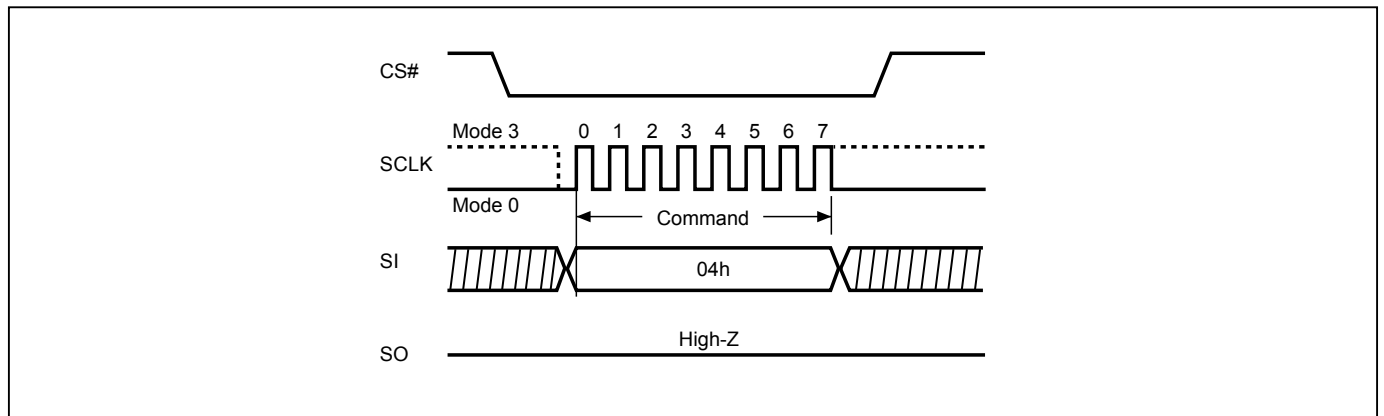 CS#
Mode 3
0 1 2 3 4 5 6 7
SCLK
Mode 0
Command
SI
04h
High-Z
SO